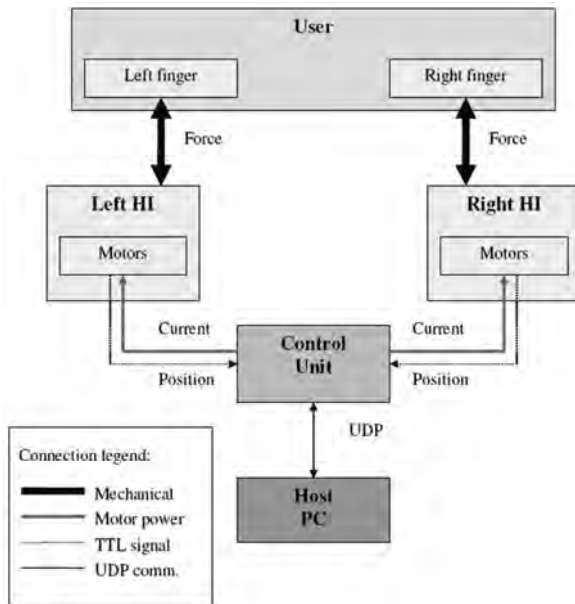 User
Left finger
Right finger
Force
Force
Left HI
Right HI
Motors
Motors
Current
Current
Control
Unit
Position
Position
UDP
Connection legend:
Mechanical
Motor power
TTL signal
UDP comm.
Host
PC